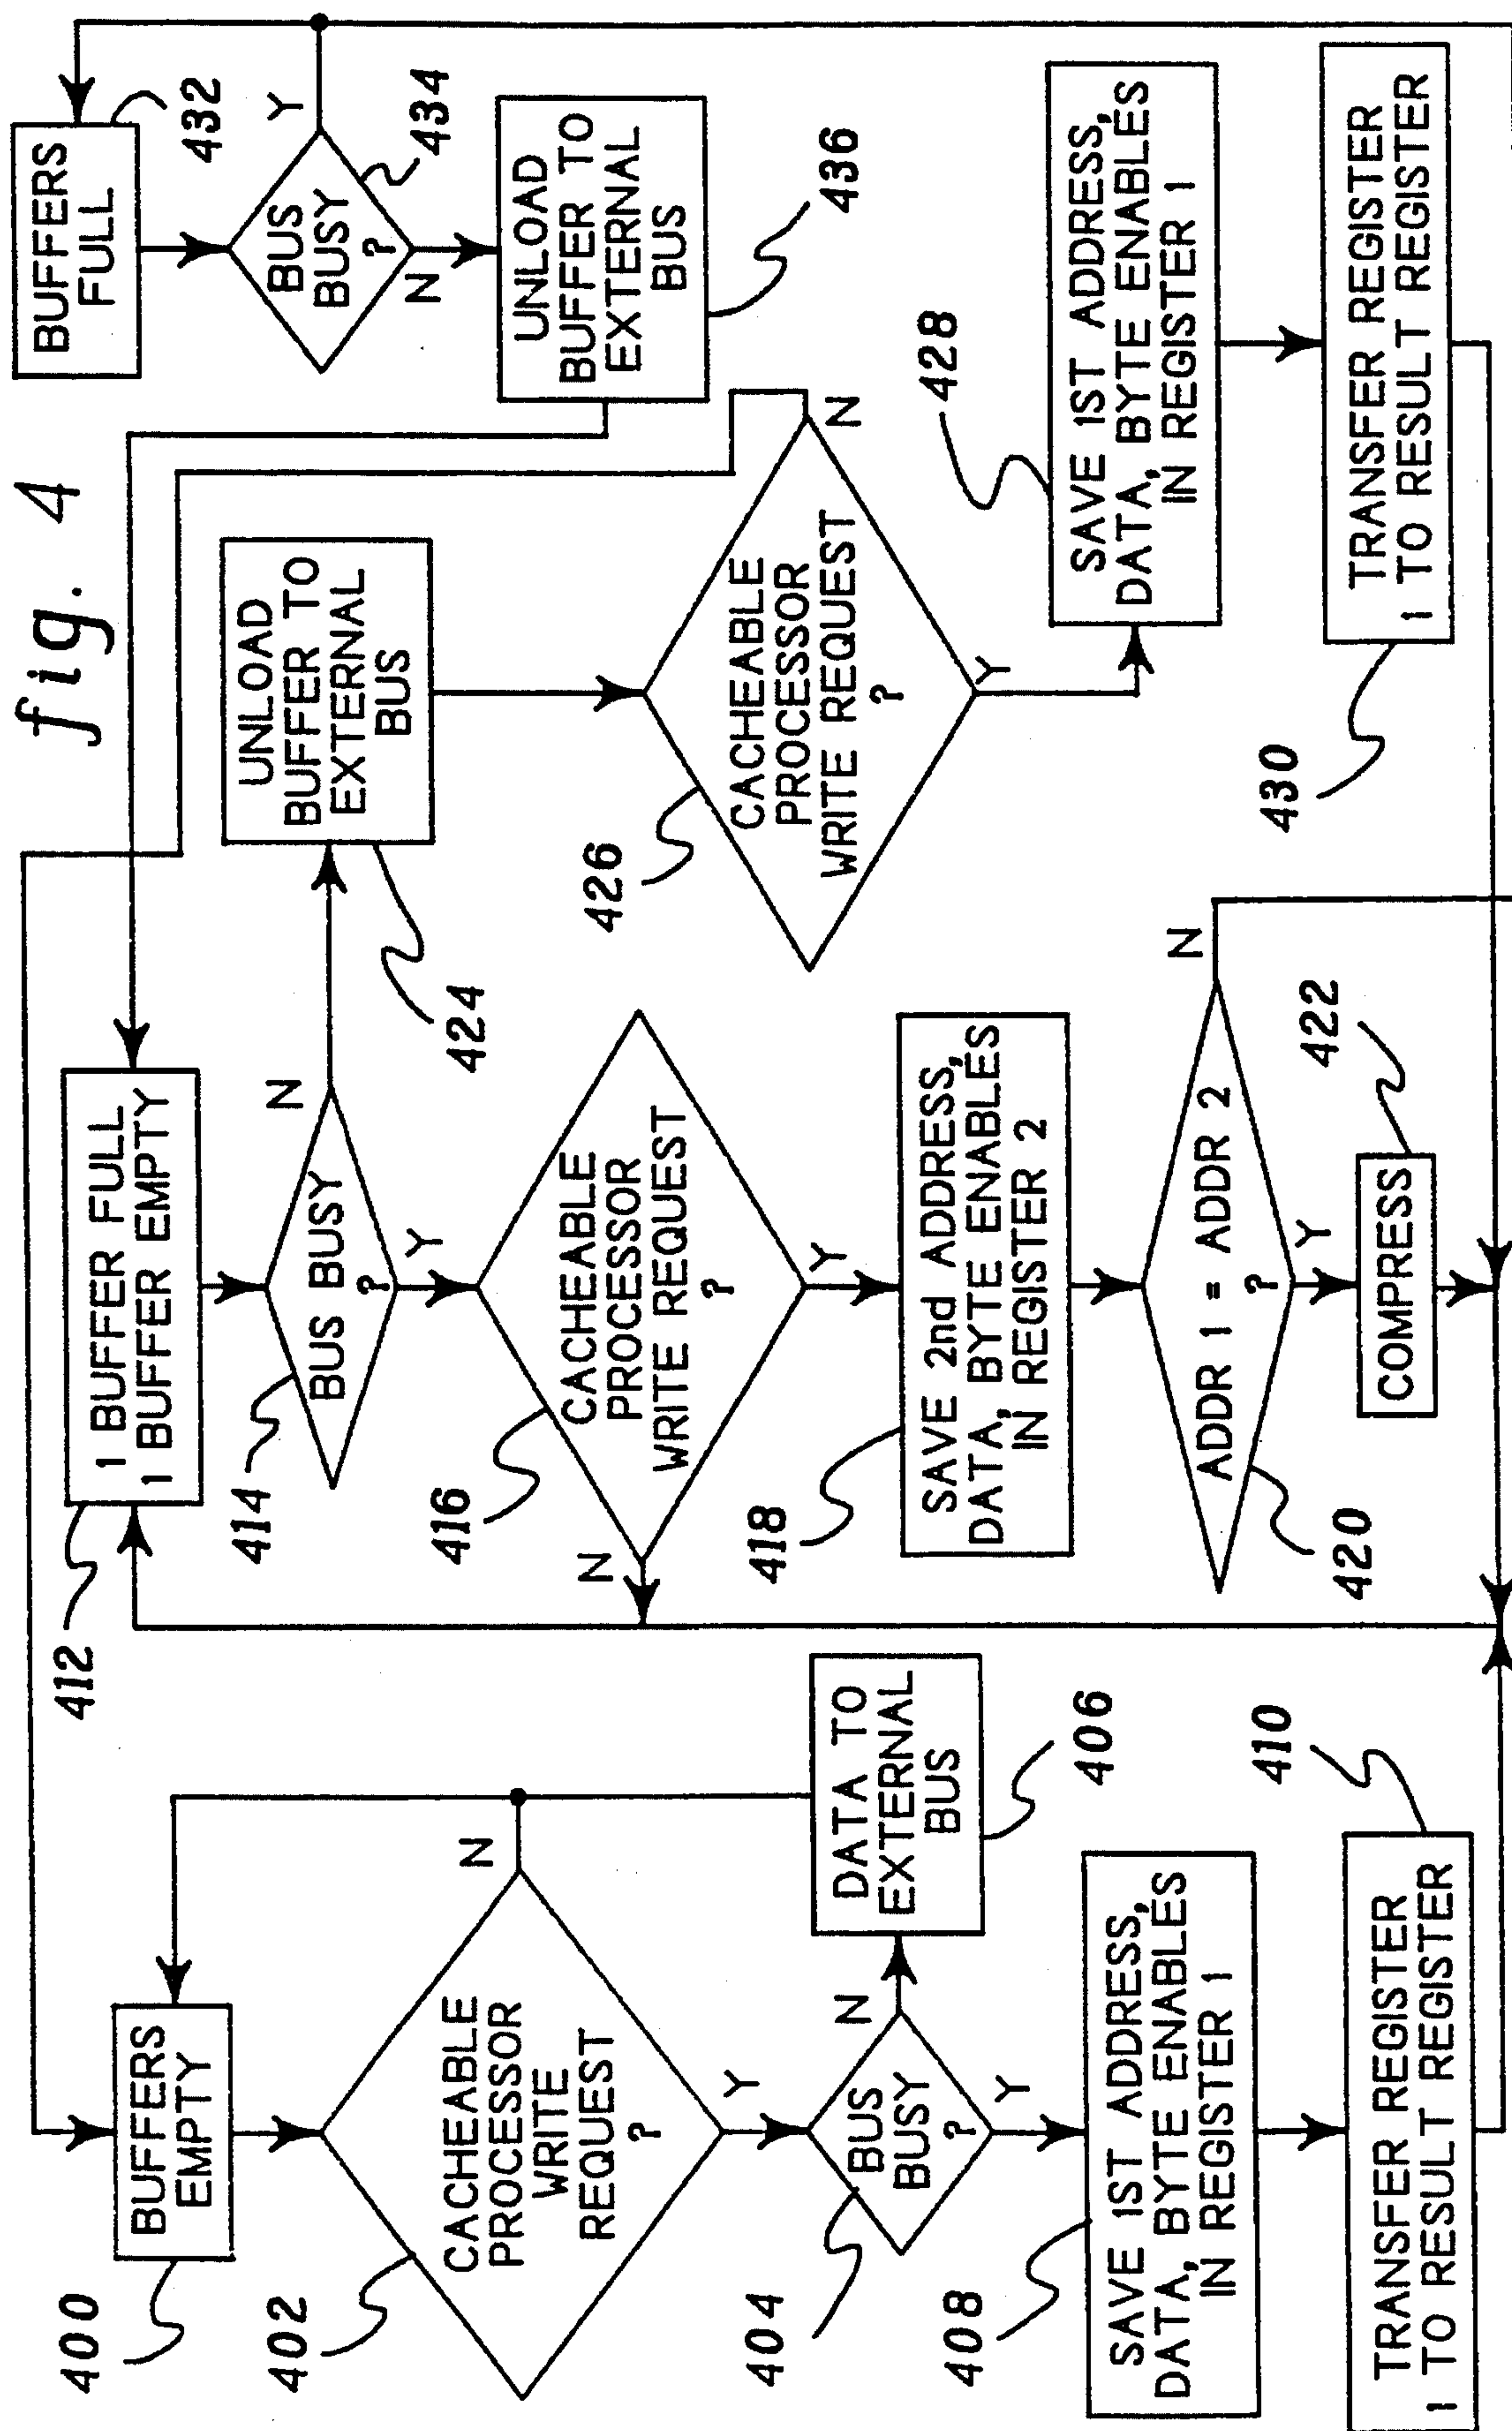 fig. 4
400
BUFFERS
EMPTY
402
CACHEABLE
PROCESSOR
WRITE
REQUEST
?
N
Y
404
BUS
BUSY
?
N
Y
DATA TO
EXTERNAL
BUS
406
408
SAVE 1ST ADDRESS,
DATA, BYTE ENABLES
IN REGISTER 1
TRANSFER REGISTER
1 TO RESULT REGISTER
410
412
1 BUFFER FULL
1 BUFFER EMPTY
414
BUS BUSY
?
N
Y
416
CACHEABLE
PROCESSOR
WRITE REQUEST
?
N
Y
418
SAVE 2nd ADDRESS,
DATA, BYTE ENABLES
IN REGISTER 2
ADDR 1 = ADDR 2
?
N
Y
420
COMPRESS
422
UNLOAD
BUFFER TO
EXTERNAL
BUS
424
CACHEABLE
PROCESSOR
WRITE REQUEST
?
N
Y
426
428
SAVE 1ST ADDRESS,
DATA, BYTE ENABLES
IN REGISTER 1
TRANSFER REGISTER
1 TO RESULT REGISTER
430
BUFFERS
FULL
432
BUS
BUSY
?
Y
N
434
UNLOAD
BUFFER TO
EXTERNAL
BUS
436